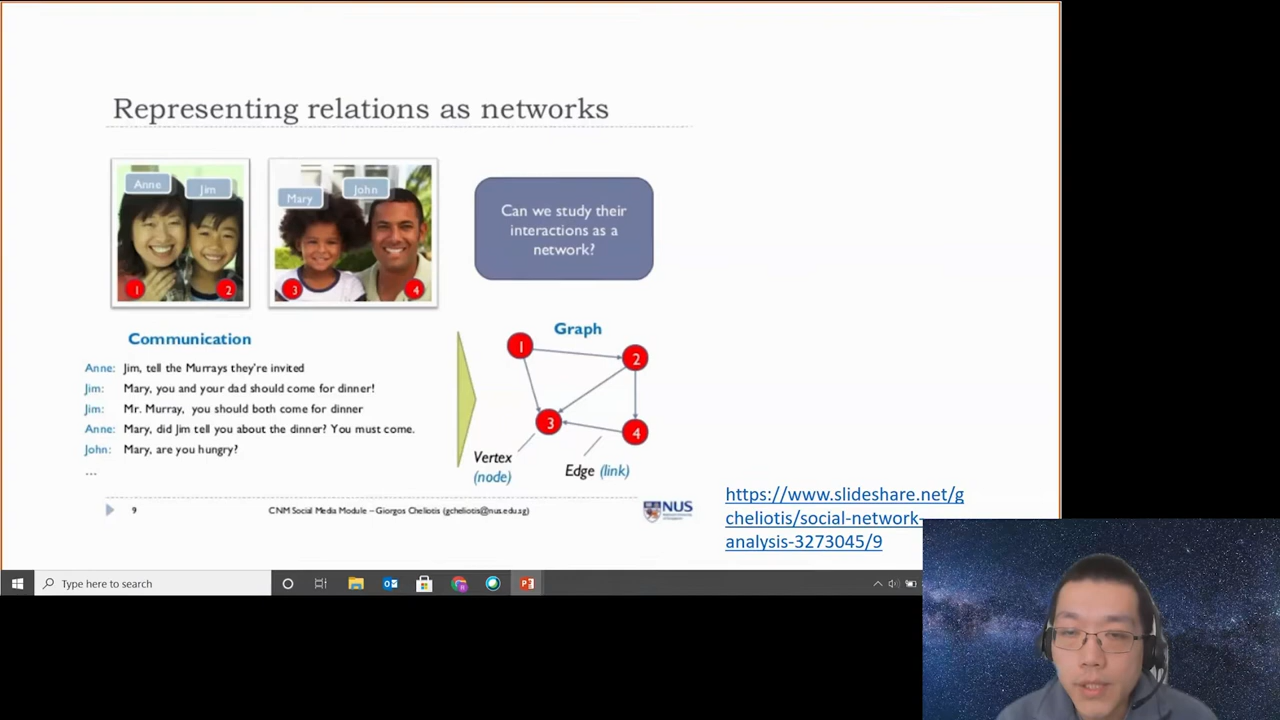 Representing relations as networks
Anne
Jim
Mary
John
1
2
3
4
Can we study their
interactions as a
network?
Communication
Anne: Jim, tell the Murrays they're invited
Jim: Mary, you and your dad should come for dinner!
Jim: Mr. Murray, you should both come for dinner
Anne: Mary, did Jim tell you about the dinner? You must come.
John: Mary, are you hungry?
...
Graph
1
2
3
4
Vertex
(node)
Edge (link)
9
CNM Social Media Module – Giorgos Cheliotis (gcheliotis@nus.edu.sg)
NUS
https://www.slideshare.net/g
cheliotis/social-network-
analysis-3273045/9
Type here to search